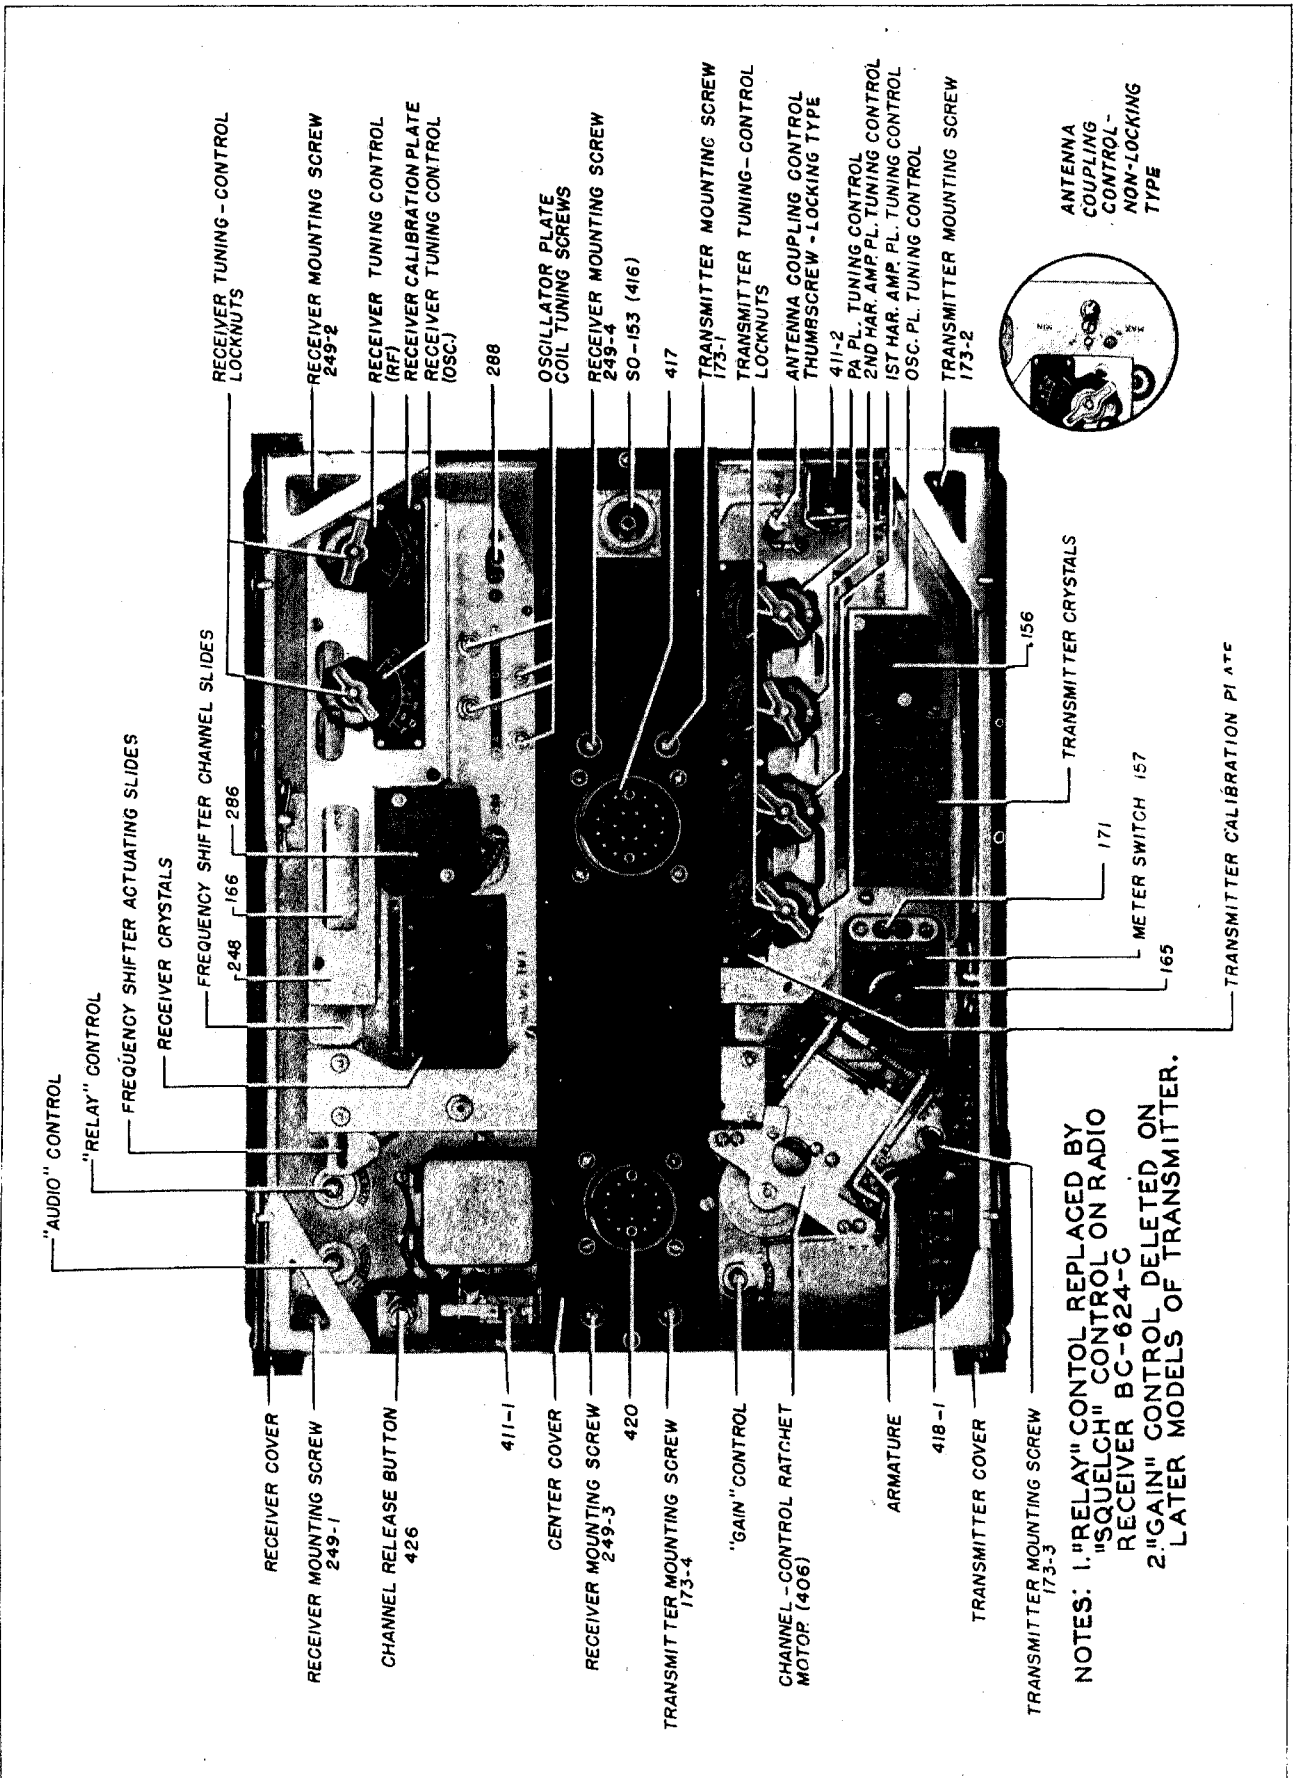 "AUDIO" CONTROL
"RELAY" CONTROL
FREQUENCY SHIFTER ACTUATING SLIDES
RECEIVER CRYSTALS
FREQUENCY SHIFTER CHANNEL SLIDES
248
166
286
RECEIVER TUNING-CONTROL
LOCKNUTS
RECEIVER MOUNTING SCREW
249-2
RECEIVER TUNING CONTROL
(RF)
RECEIVER CALIBRATION PLATE
RECEIVER TUNING CONTROL
(OSC.)
288
OSCILLATOR PLATE
COIL TUNING SCREWS
RECEIVER MOUNTING SCREW
249-4
SO-153 (416)
417
TRANSMITTER MOUNTING SCREW
173-1
TRANSMITTER TUNING-CONTROL
LOCKNUTS
ANTENNA COUPLING CONTROL
THUMBSCREW-LOCKING TYPE
411-2
PA PL. TUNING CONTROL
2ND HAR. AMP. PL. TUNING CONTROL
1ST HAR. AMP. PL. TUNING CONTROL
OSC. PL. TUNING CONTROL
TRANSMITTER MOUNTING SCREW
173-2
ANTENNA
COUPLING
CONTROL-
NON-LOCKING
TYPE
MIN
MAX
286
RECEIVER COVER
RECEIVER MOUNTING SCREW
249-1
CHANNEL RELEASE BUTTON
426
411-1
CENTER COVER
RECEIVER MOUNTING SCREW
249-3
420
TRANSMITTER MOUNTING SCREW
173-4
"GAIN" CONTROL
CHANNEL-CONTROL RATCHET
MOTOR (406)
ARMATURE
418-1
TRANSMITTER COVER
TRANSMITTER MOUNTING SCREW
173-3
156
TRANSMITTER CRYSTALS
171
METER SWITCH 157
165
TRANSMITTER CALIBRATION PLATE
NOTES: 1. "RELAY" CONTOL REPLACED BY
"SQUELCH" CONTROL ON RADIO
RECEIVER BC-624-C
2. "GAIN" CONTROL DELETED ON
LATER MODELS OF TRANSMITTER.